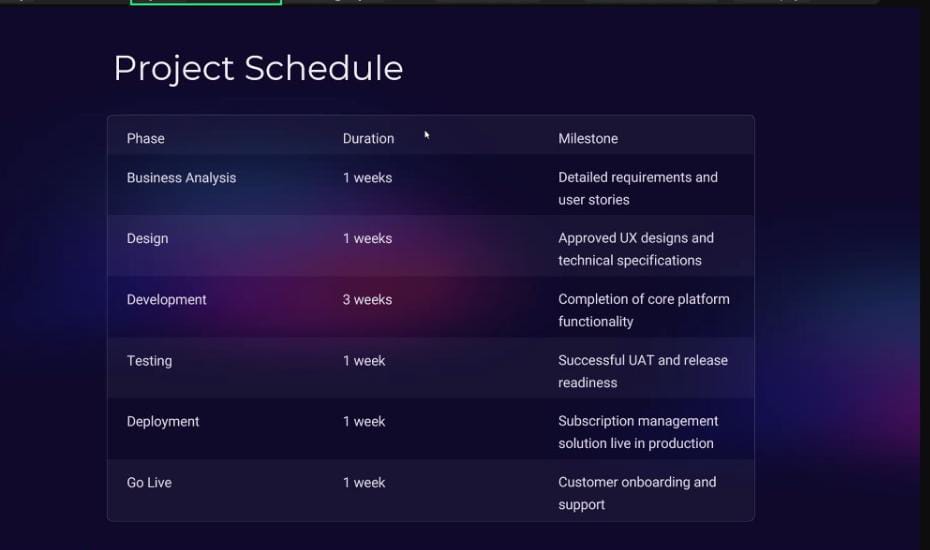 Project Schedule
Phase Duration Milestone
Business Analysis 1 weeks Detailed requirements and
user stories
Design 1 weeks Approved UX designs and
technical specifications
Development 3 weeks Completion of core platform
functionality
Testing 1 week Successful UAT and release
readiness
Deployment 1 week Subscription management
solution live in production
Go Live 1 week Customer onboarding and
support